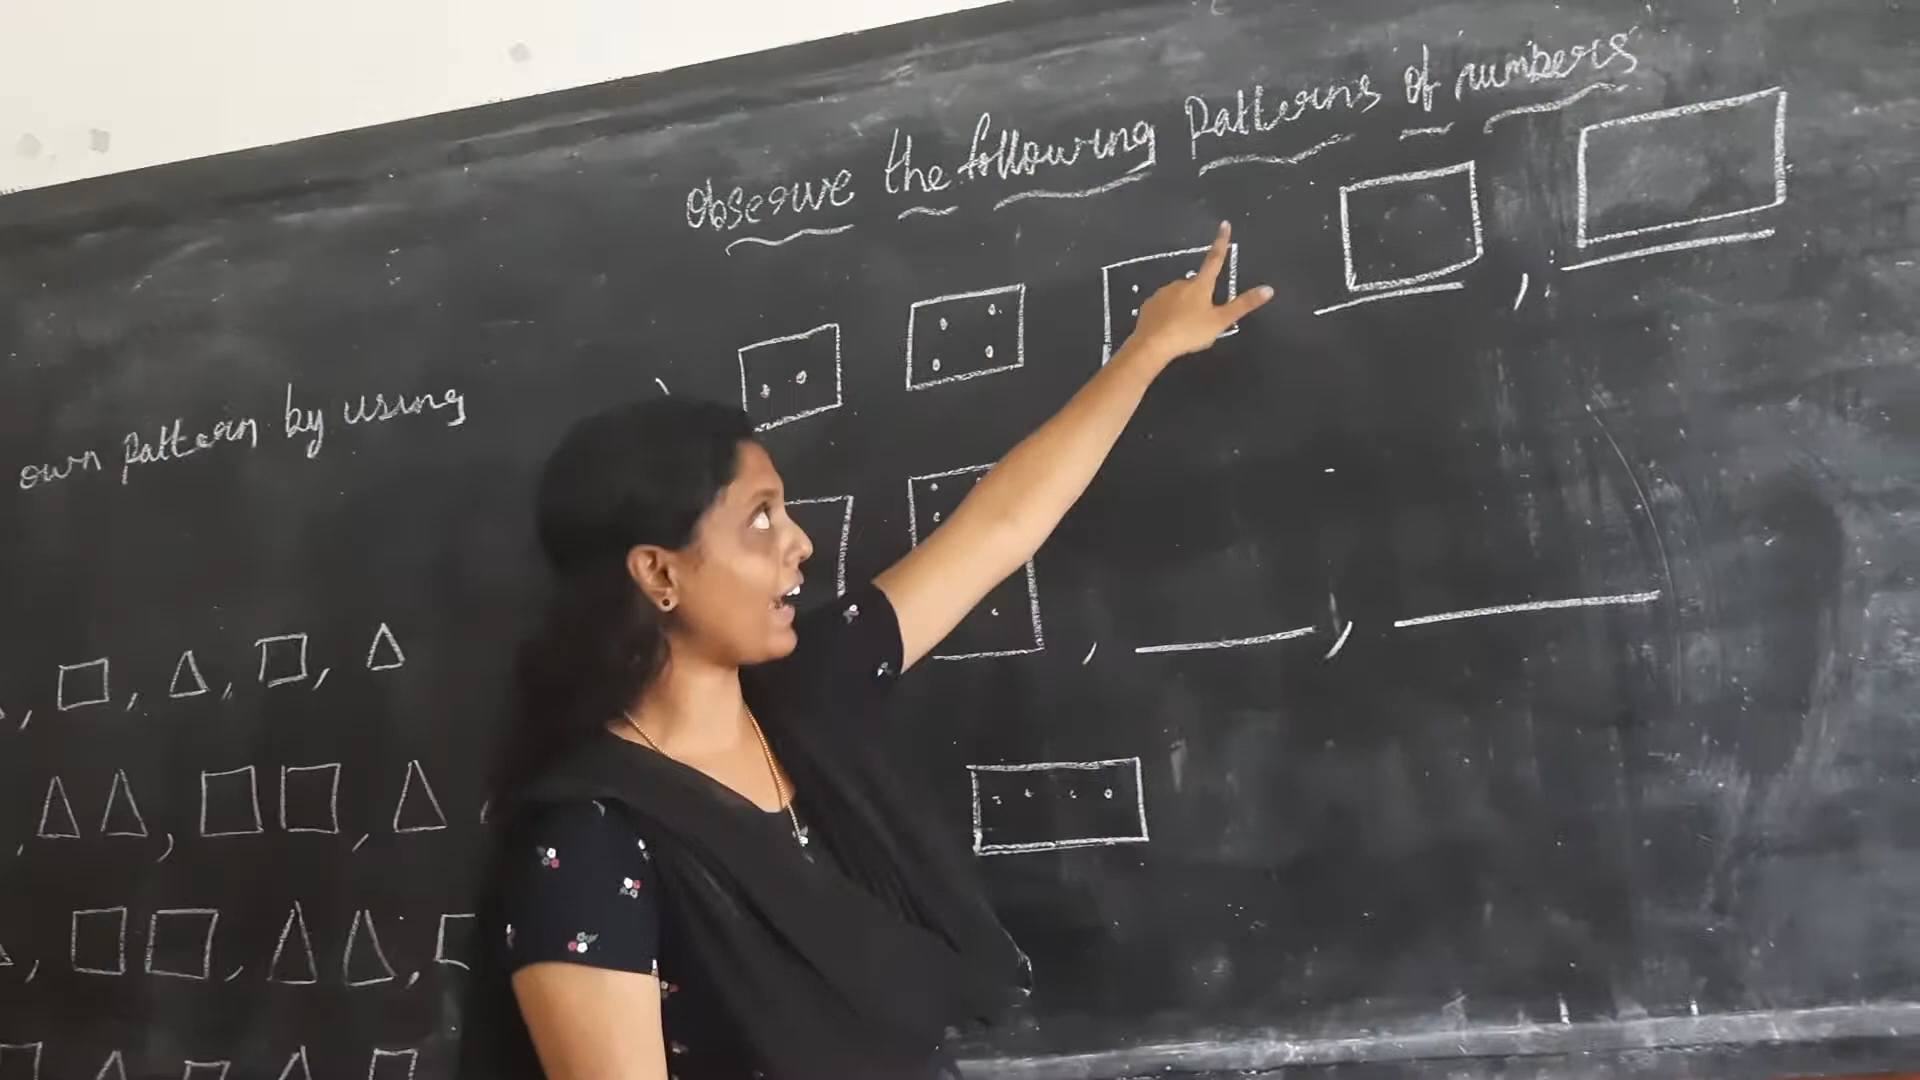 Observe the following Patterns of numbers
own pattern by using